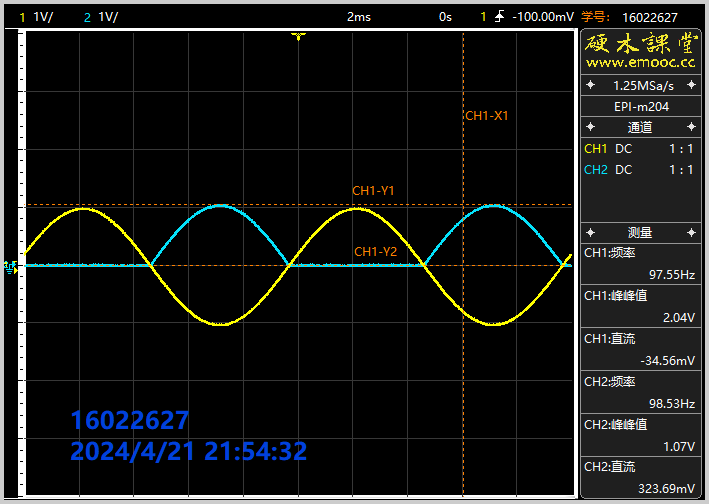 1 1V/ 2 1V/ 2ms 0s 1 -100.00mV 学号: 16022627
硬木課堂
www.emooc.cc
1.25MSa/s
EPI-m204
通道
CH1 DC 1 : 1
CH2 DC 1 : 1
测量
CH1:频率
97.55Hz
CH1:峰峰值
2.04V
CH1:直流
-34.56mV
CH2:频率
98.53Hz
CH2:峰峰值
1.07V
CH2:直流
323.69mV
CH1-X1
CH1-Y1
CH1-Y2
16022627
2024/4/21 21:54:32